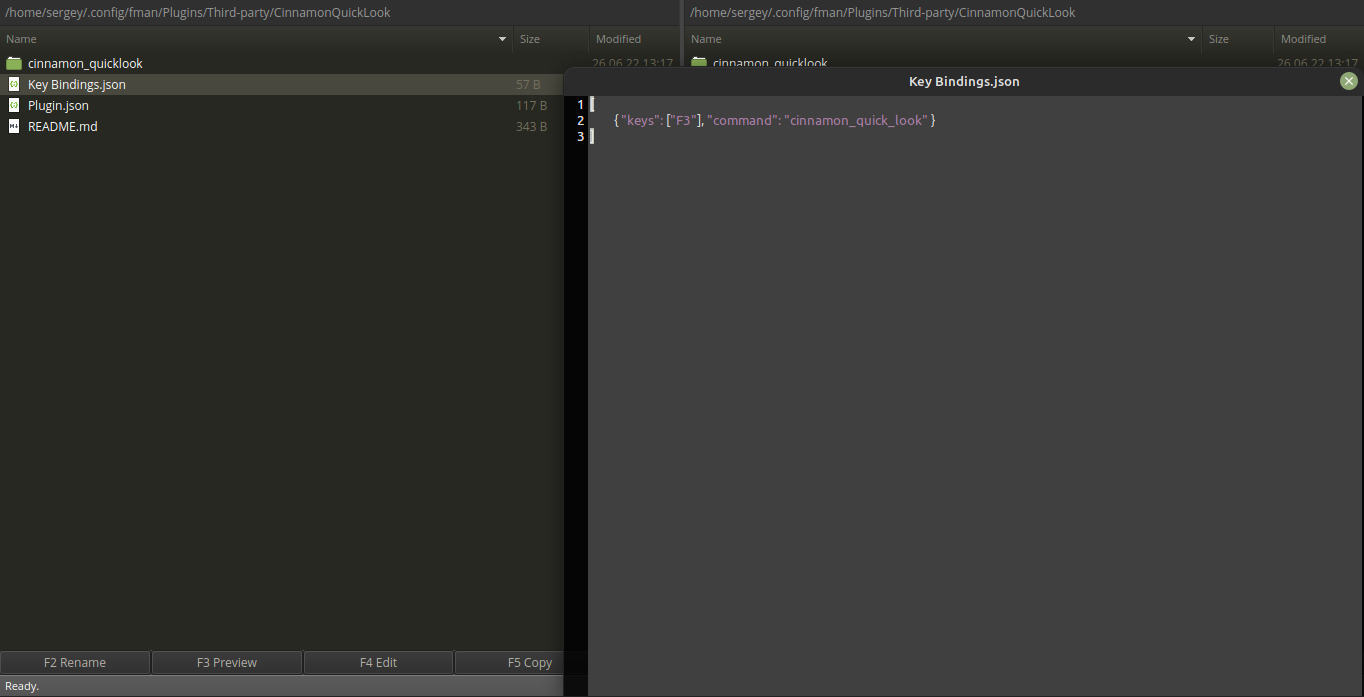 /home/sergey/.config/fman/Plugins/Third-party/CinnamonQuickLook
Name Size Modified
cinnamon_quicklook 26.06.22 13:17
Key Bindings.json 57 B
Plugin.json 117 B
README.md 343 B
/home/sergey/.config/fman/Plugins/Third-party/CinnamonQuickLook
Name Size Modified
cinnamon_quicklook 26.06.22 13:17
Key Bindings.json
1 [
2 { "keys": ["F3"], "command": "cinnamon_quick_look" }
3 ]
F2 Rename F3 Preview F4 Edit F5 Copy
Ready.